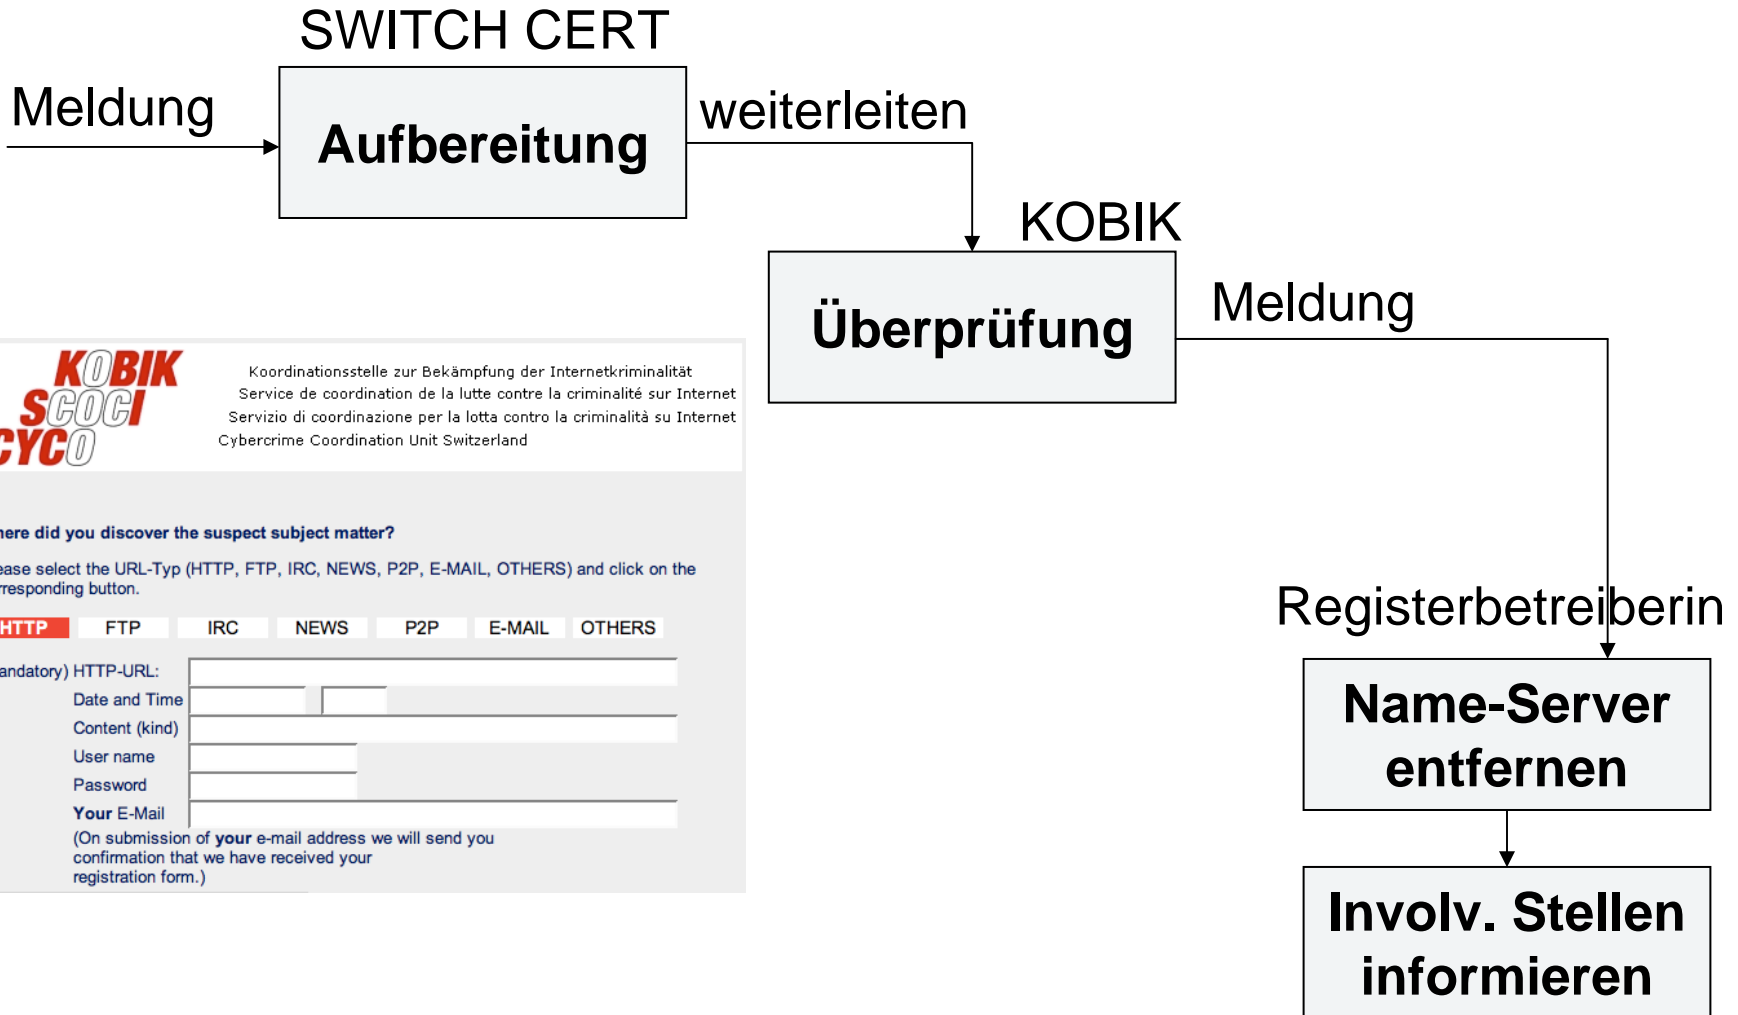 SWITCH CERT
Meldung
Aufbereitung
weiterleiten
KOBIK
Überprüfung
Meldung
Registerbetreiberin
Name-Server
entfernen
Involv. Stellen
informieren
KOBIK
SCOCI
CYCO
Koordinationsstelle zur Bekämpfung der Internetkriminalität
Service de coordination de la lutte contre la criminalité sur Internet
Servizio di coordinazione per la lotta contro la criminalità su Internet
Cybercrime Coordination Unit Switzerland
here did you discover the suspect subject matter?
ease select the URL-Typ (HTTP, FTP, IRC, NEWS, P2P, E-MAIL, OTHERS) and click on the
rresponding button.
HTTP FTP IRC NEWS P2P E-MAIL OTHERS
andatory) HTTP-URL:
Date and Time
Content (kind)
User name
Password
Your E-Mail
(On submission of your e-mail address we will send you
confirmation that we have received your
registration form.)